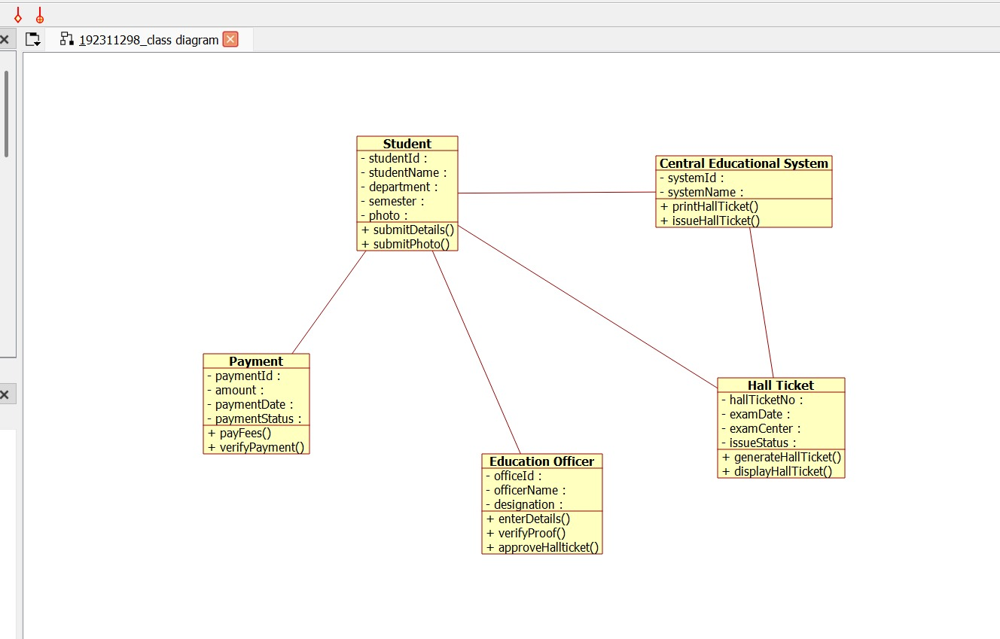 192311298_class diagram
Student
- studentId :
- studentName :
- department :
- semester :
- photo :
+ submitDetails()
+ submitPhoto()
Central Educational System
- systemId :
- systemName :
+ printHallTicket()
+ issueHallTicket()
Payment
- paymentId :
- amount :
- paymentDate :
- paymentStatus :
+ payFees()
+ verifyPayment()
Hall Ticket
- hallTicketNo :
- examDate :
- examCenter :
- issueStatus :
+ generateHallTicket()
+ displayHallTicket()
Education Officer
- officeId :
- officerName :
- designation :
+ enterDetails()
+ verifyProof()
+ approveHallticket()